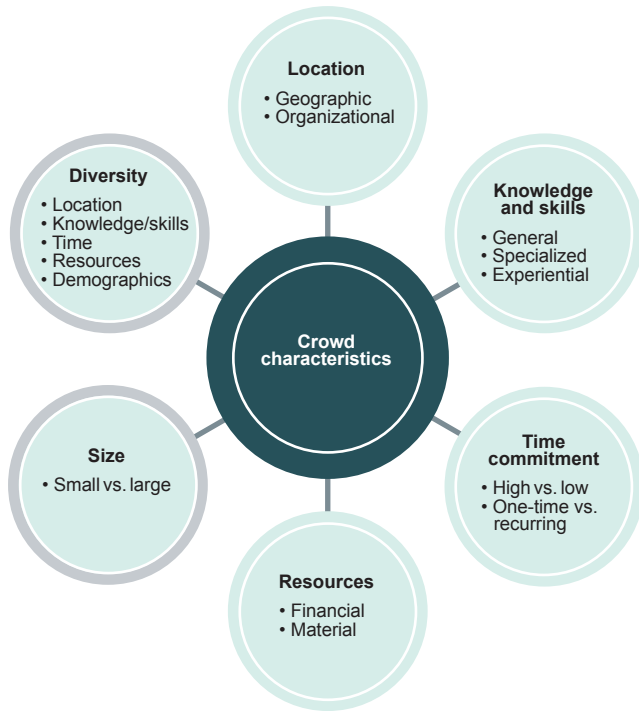 Location
• Geographic
• Organizational
Diversity
• Location
• Knowledge/skills
• Time
• Resources
• Demographics
Knowledge
and skills
• General
• Specialized
• Experiential
Crowd
characteristics
Size
• Small vs. large
Time
commitment
• High vs. low
• One-time vs.
recurring
Resources
• Financial
• Material